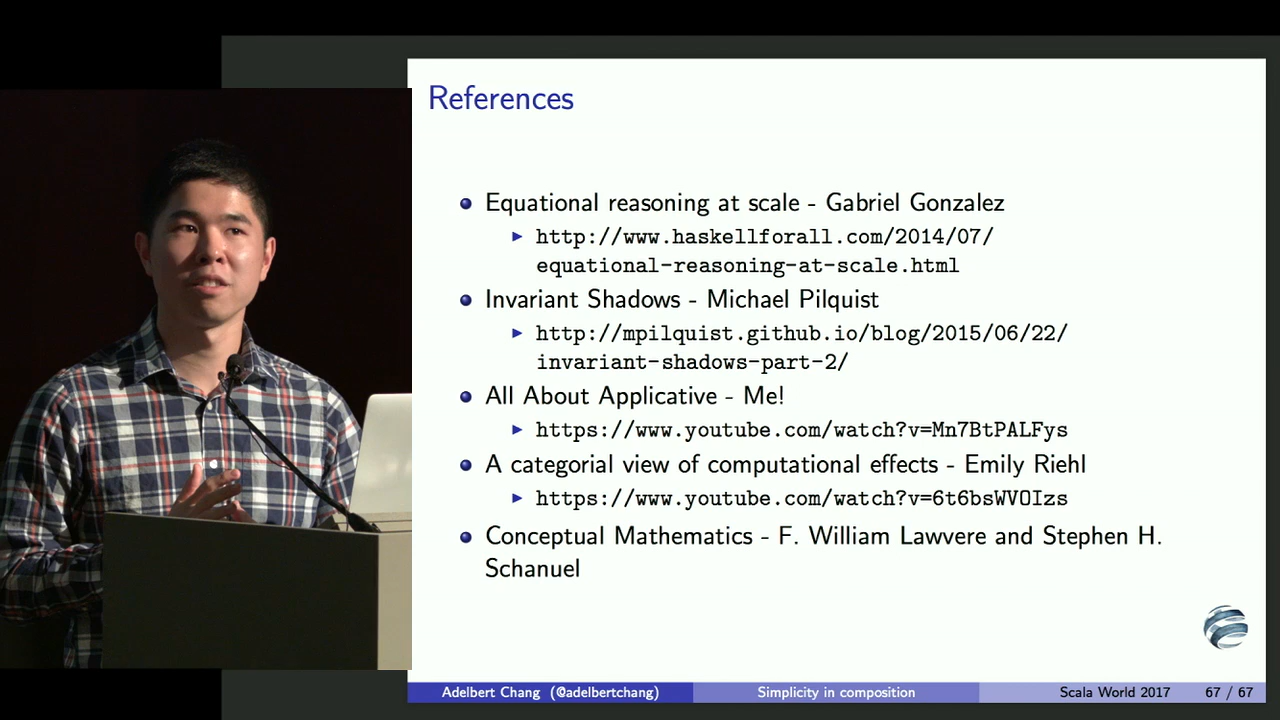 References
Equational reasoning at scale - Gabriel Gonzalez
http://www.haskellforall.com/2014/07/
equational-reasoning-at-scale.html
Invariant Shadows - Michael Pilquist
http://mpilquist.github.io/blog/2015/06/22/
invariant-shadows-part-2/
All About Applicative - Me!
https://www.youtube.com/watch?v=Mn7BtPALFys
A categorial view of computational effects - Emily Riehl
https://www.youtube.com/watch?v=6t6bsWVOIzs
Conceptual Mathematics - F. William Lawvere and Stephen H.
Schanuel
Adelbert Chang (@adelbertchang) Simplicity in composition Scala World 2017 67 / 67